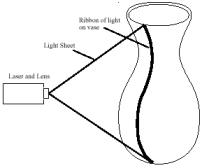 Ribbon of light
on vase
Light Sheet
Laser and Lens